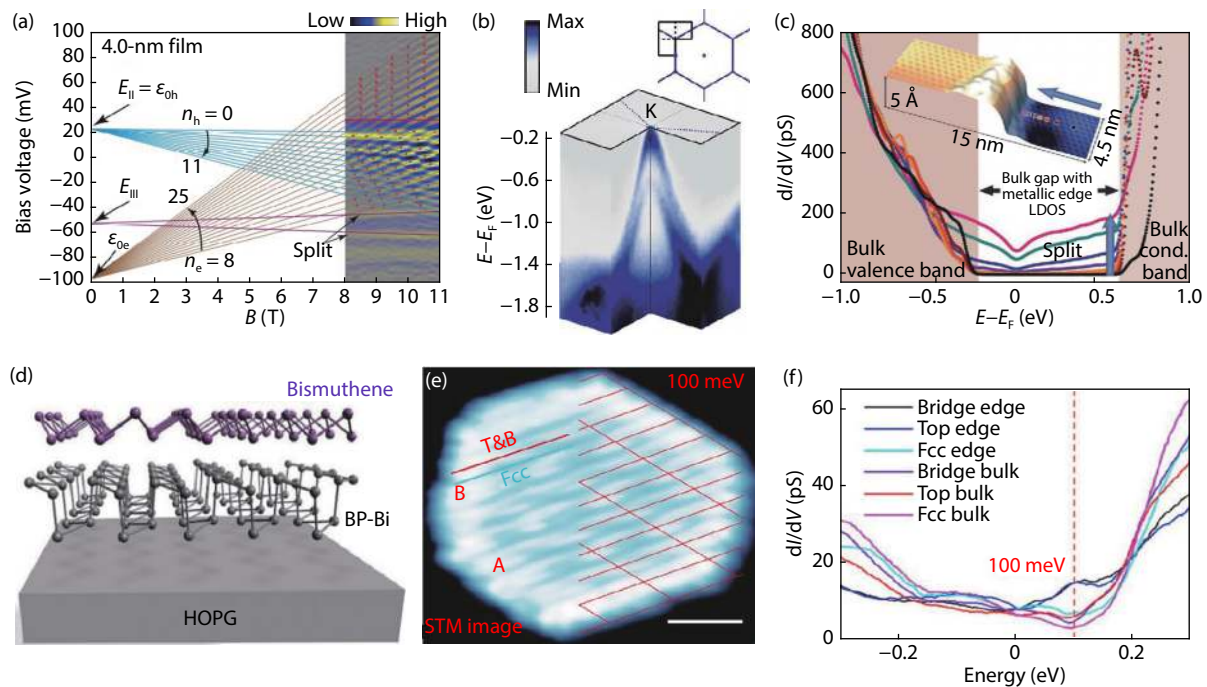 (a)
Low High
4.0-nm film
100
80
60
40
20
0
−20
−40
−60
−80
−100
Bias voltage (mV)
E_II = ε_0h
n_h = 0
11
E_III
25
ε_0e
n_e = 8
Split
0 1 2 3 4 5 6 7 8 9 10 11
B (T)
(b)
Max
Min
K
−0.2
−0.6
−1.0
−1.4
−1.8
E−E_F (eV)
(c)
800
600
400
200
0
dI/dV (pS)
5 Å
15 nm
4.5 nm
Bulk gap with
metallic edge
LDOS
Split
Bulk
valence band
Bulk
cond.
band
−1.0 −0.5 0 0.5 1.0
E−E_F (eV)
(d)
Bismuthene
BP-Bi
HOPG
(e)
100 meV
T&B
Fcc
B
A
STM image
(f)
60
40
20
0
dI/dV (pS)
Bridge edge
Top edge
Fcc edge
Bridge bulk
Top bulk
Fcc bulk
100 meV
−0.2 0 0.2
Energy (eV)